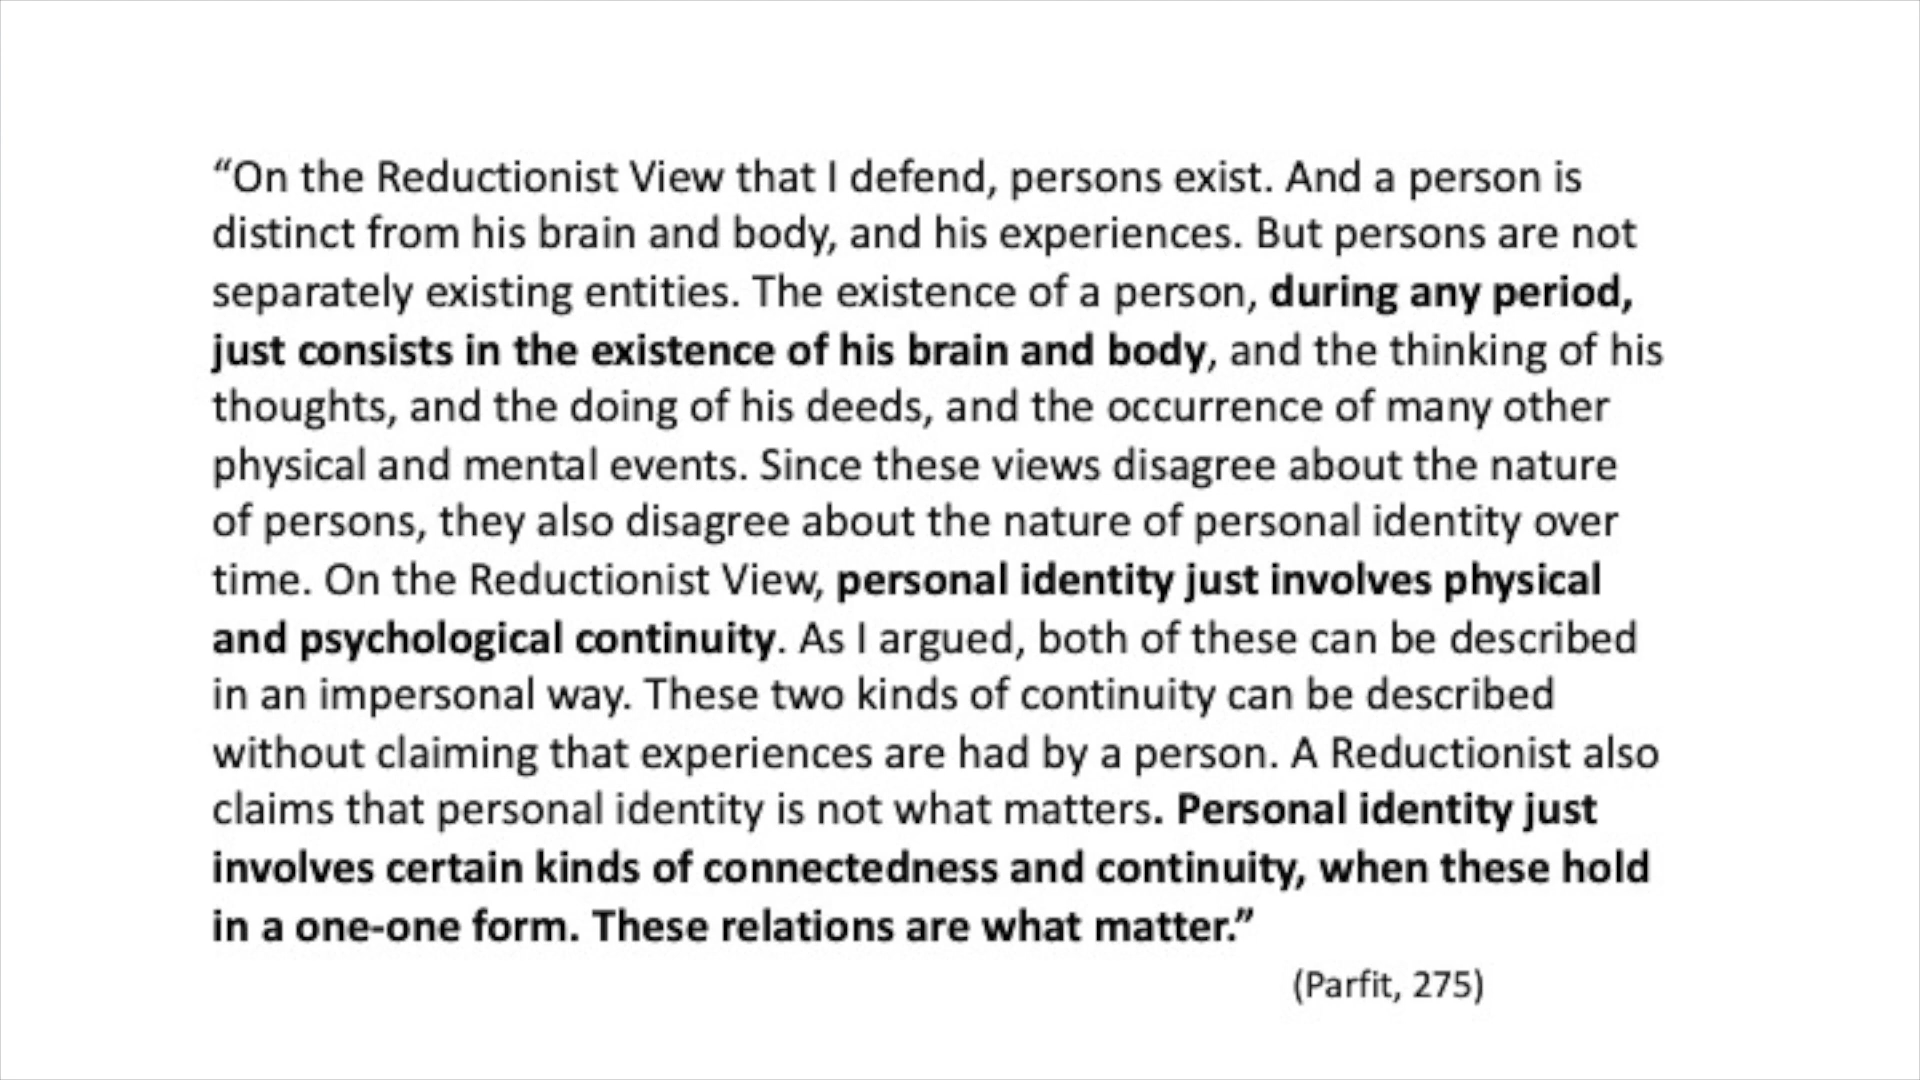 “On the Reductionist View that I defend, persons exist. And a person is
distinct from his brain and body, and his experiences. But persons are not
separately existing entities. The existence of a person, during any period,
just consists in the existence of his brain and body, and the thinking of his
thoughts, and the doing of his deeds, and the occurrence of many other
physical and mental events. Since these views disagree about the nature
of persons, they also disagree about the nature of personal identity over
time. On the Reductionist View, personal identity just involves physical
and psychological continuity. As I argued, both of these can be described
in an impersonal way. These two kinds of continuity can be described
without claiming that experiences are had by a person. A Reductionist also
claims that personal identity is not what matters. Personal identity just
involves certain kinds of connectedness and continuity, when these hold
in a one-one form. These relations are what matter.”
(Parfit, 275)